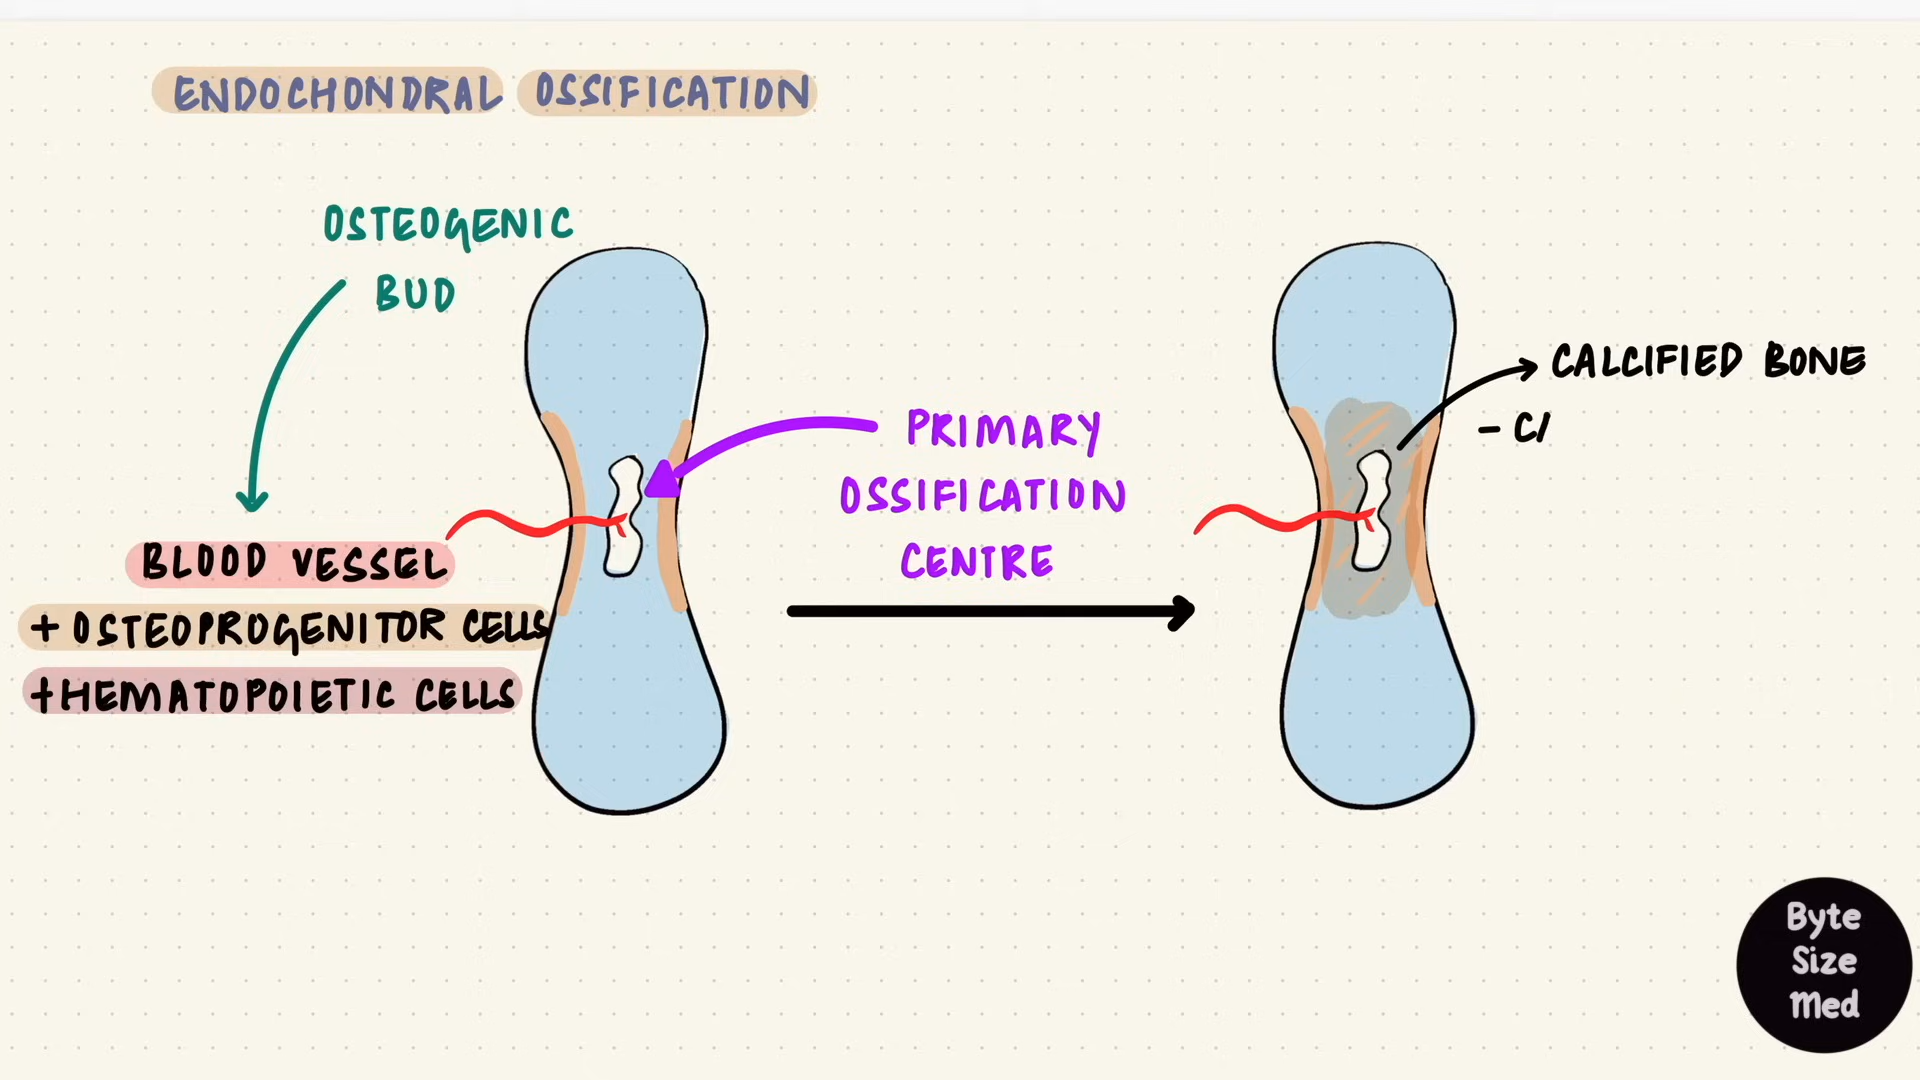 ENDOCHONDRAL OSSIFICATION
OSTEOGENIC
BUD
BLOOD VESSEL
+ OSTEOPROGENITOR CELLS
+HEMATOPOIETIC CELLS
PRIMARY
OSSIFICATION
CENTRE
CALCIFIED BONE
- C
Byte
Size
Med